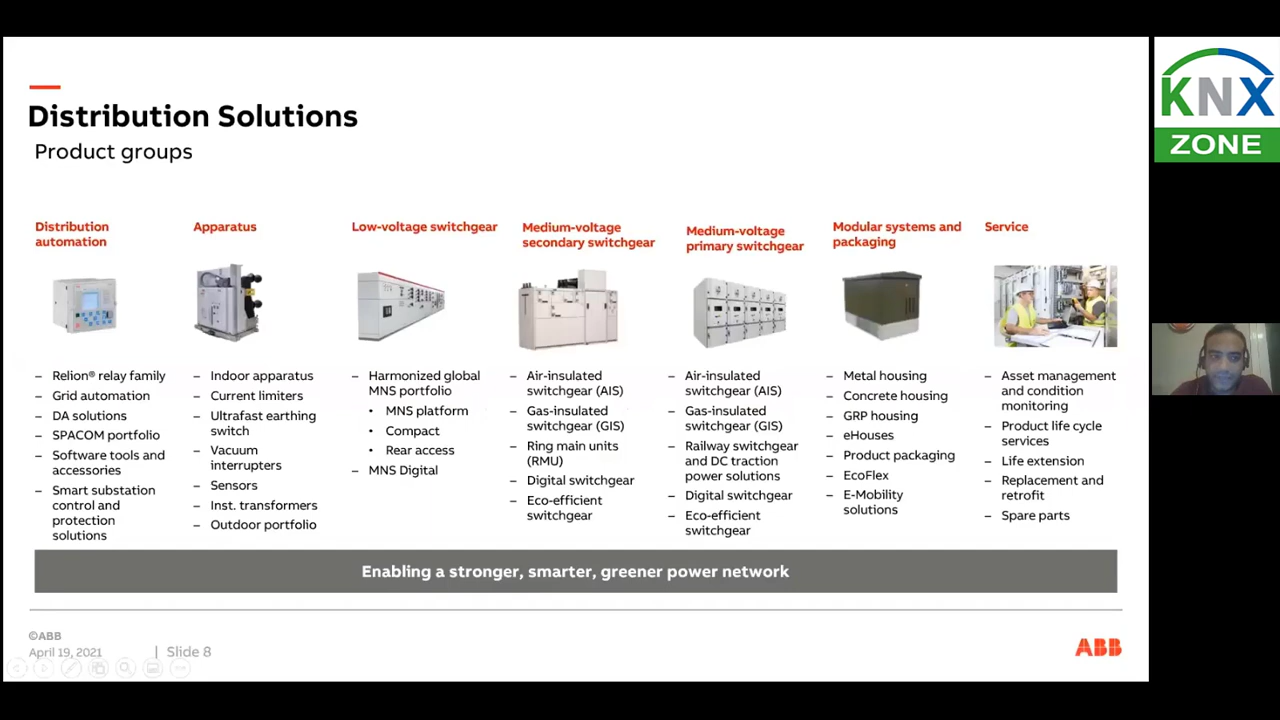 Distribution Solutions
Product groups
Distribution
automation
– Relion® relay family
– Grid automation
– DA solutions
– SPACOM portfolio
– Software tools and
accessories
– Smart substation
control and
protection
solutions
Apparatus
– Indoor apparatus
– Current limiters
– Ultrafast earthing
switch
– Vacuum
interrupters
– Sensors
– Inst. transformers
– Outdoor portfolio
Low-voltage switchgear
– Harmonized global
MNS portfolio
• MNS platform
• Compact
• Rear access
– MNS Digital
Medium-voltage
secondary switchgear
– Air-insulated
switchgear (AIS)
– Gas-insulated
switchgear (GIS)
– Ring main units
(RMU)
– Digital switchgear
– Eco-efficient
switchgear
Medium-voltage
primary switchgear
– Air-insulated
switchgear (AIS)
– Gas-insulated
switchgear (GIS)
– Railway switchgear
and DC traction
power solutions
– Digital switchgear
– Eco-efficient
switchgear
Modular systems and
packaging
– Metal housing
– Concrete housing
– GRP housing
– eHouses
– Product packaging
– EcoFlex
– E-Mobility
solutions
Service
– Asset management
and condition
monitoring
– Product life cycle
services
– Life extension
– Replacement and
retrofit
– Spare parts
Enabling a stronger, smarter, greener power network
©ABB
April 19, 2021 | Slide 8
ABB
KNX
ZONE